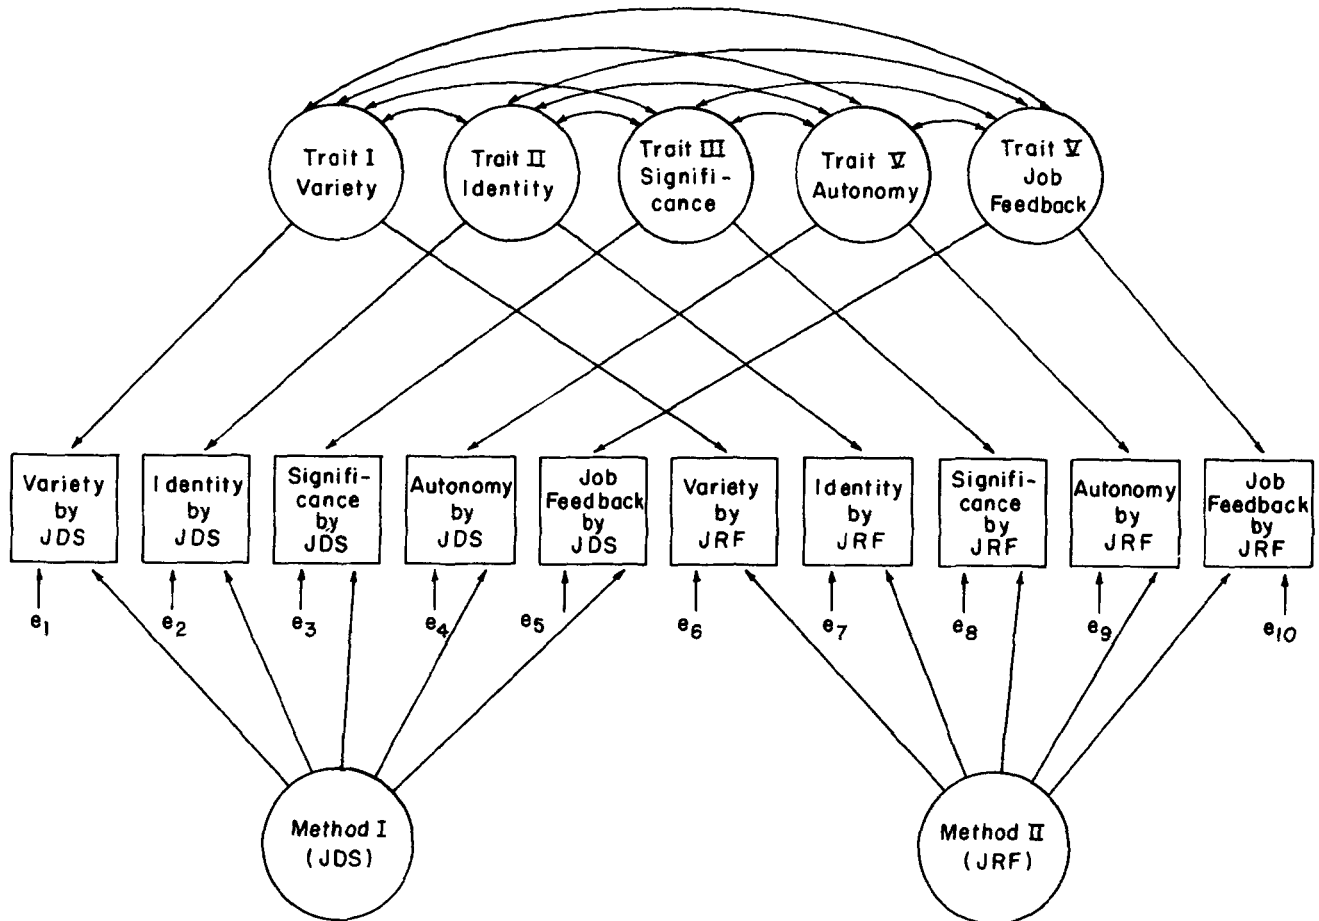 Trait I
Variety
Trait II
Identity
Trait III
Signifi-
cance
Trait V
Autonomy
Trait V
Job
Feedback
Variety
by
JDS
Identity
by
JDS
Signifi-
cance
by
JDS
Autonomy
by
JDS
Job
Feedback
by
JDS
Variety
by
JRF
Identity
by
JRF
Signifi-
cance
by
JRF
Autonomy
by
JRF
Job
Feedback
by
JRF
e1
e2
e3
e4
e5
e6
e7
e8
e9
e10
Method I
(JDS)
Method II
(JRF)